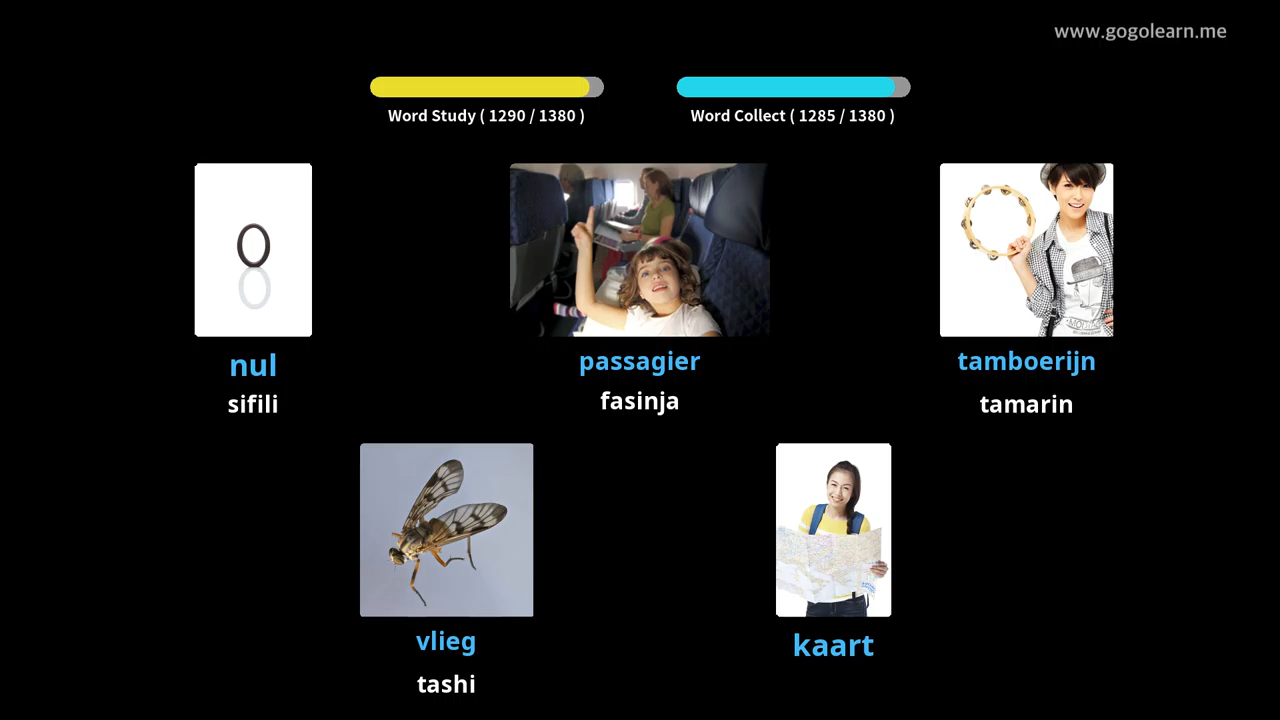 www.gogolearn.me
Word Study ( 1290 / 1380 )
Word Collect ( 1285 / 1380 )
nul
sifili
passagier
fasinja
tamboerijn
tamarin
vlieg
tashi
kaart